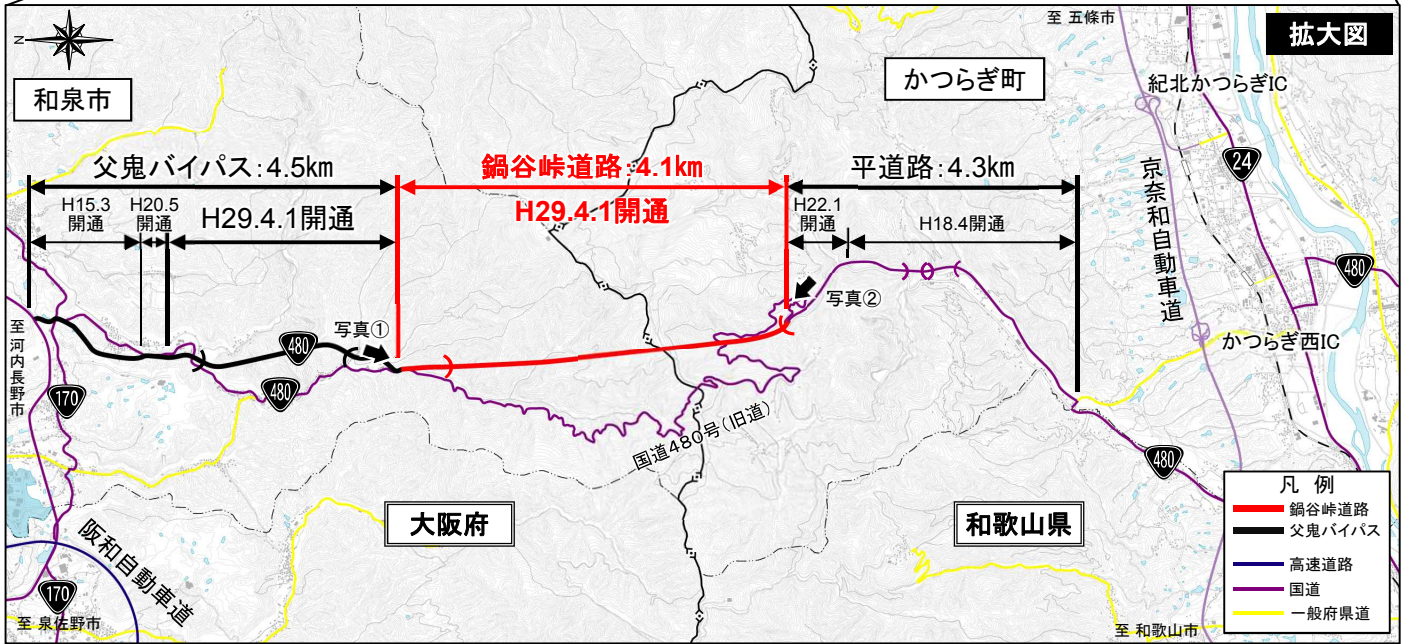 至 五條市
拡大図
N
和泉市
かつらぎ町
紀北かつらぎIC
父鬼バイパス:4.5km
鍋谷峠道路:4.1km
平道路:4.3km
24
H15.3
開通
H20.5
開通
H29.4.1開通
H29.4.1開通
H22.1
開通
H18.4開通
京奈和自動車道
480
写真①
写真②
至河内長野市
480
480
170
かつらぎ西IC
国道480号(旧道)
480
大阪府
和歌山県
阪和自動車道
170
至 泉佐野市
至 和歌山市
凡 例
鍋谷峠道路
父鬼バイパス
高速道路
国道
一般府県道